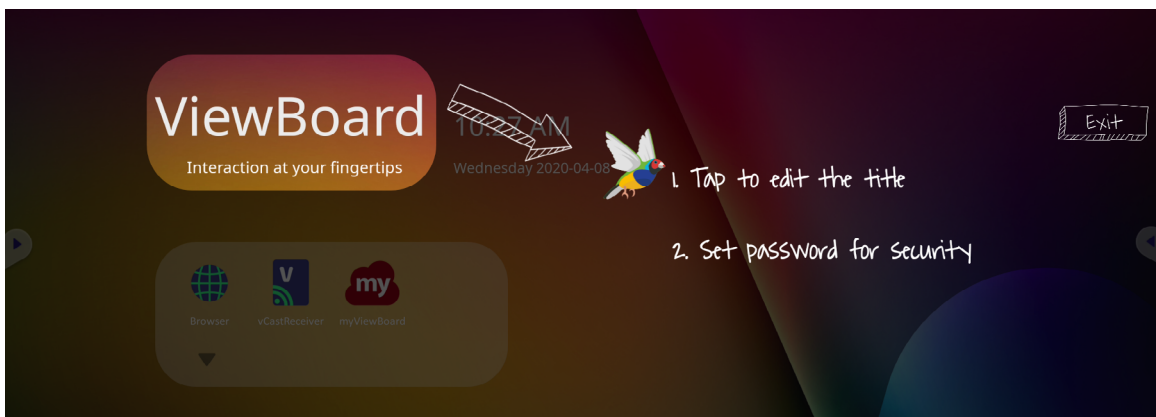 ViewBoard
Interaction at your fingertips
10:27 AM
Wednesday 2020-04-08
Exit
1. Tap to edit the title
2. Set password for security
Browser
vCastReceiver
myViewBoard
V
my